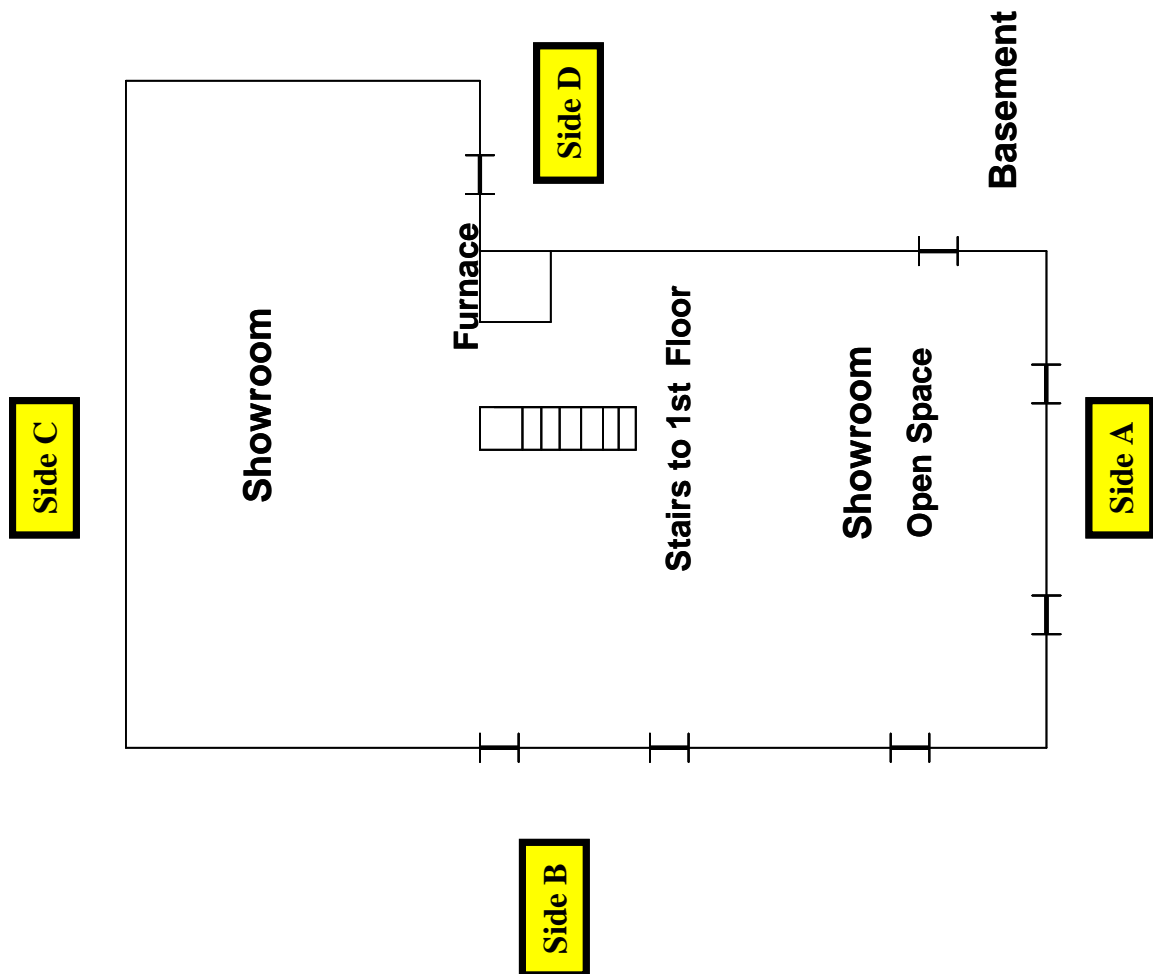 Basement
Side D
Furnace
Showroom
Side C
Stairs to 1st Floor
Showroom
Open Space
Side A
Side B